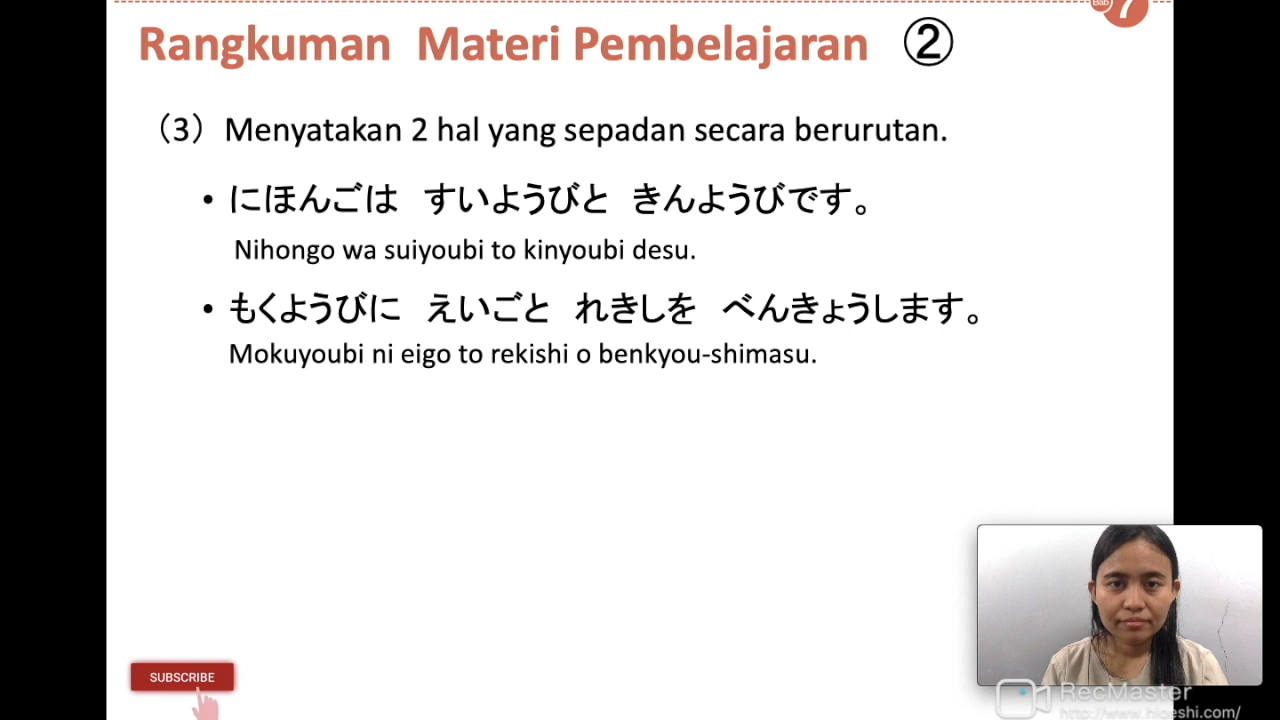 Bab 7
Rangkuman Materi Pembelajaran ②
（3） Menyatakan 2 hal yang sepadan secara berurutan.
• にほんごは　すいようびと　きんようびです。
Nihongo wa suiyoubi to kinyoubi desu.
• もくようびに　えいごと　れきしを　べんきょうします。
Mokuyoubi ni eigo to rekishi o benkyou-shimasu.
SUBSCRIBE
RecMaster